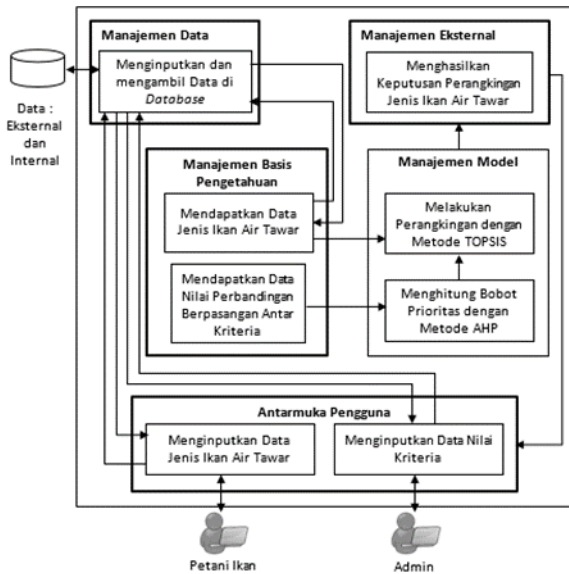 Manajemen Data
Menginputkan dan
mengambil Data di
Database
Manajemen Eksternal
Menghasilkan
Keputusan Perangkingan
Jenis Ikan Air Tawar
Data :
Eksternal
dan
Internal
Manajemen Basis
Pengetahuan
Mendapatkan Data
Jenis Ikan Air Tawar
Mendapatkan Data
Nilai Perbandingan
Berpasangan Antar
Kriteria
Manajemen Model
Melakukan
Perangkingan dengan
Metode TOPSIS
Menghitung Bobot
Prioritas dengan
Metode AHP
Antarmuka Pengguna
Menginputkan Data
Jenis Ikan Air Tawar
Menginputkan Data Nilai
Kriteria
Petani Ikan
Admin